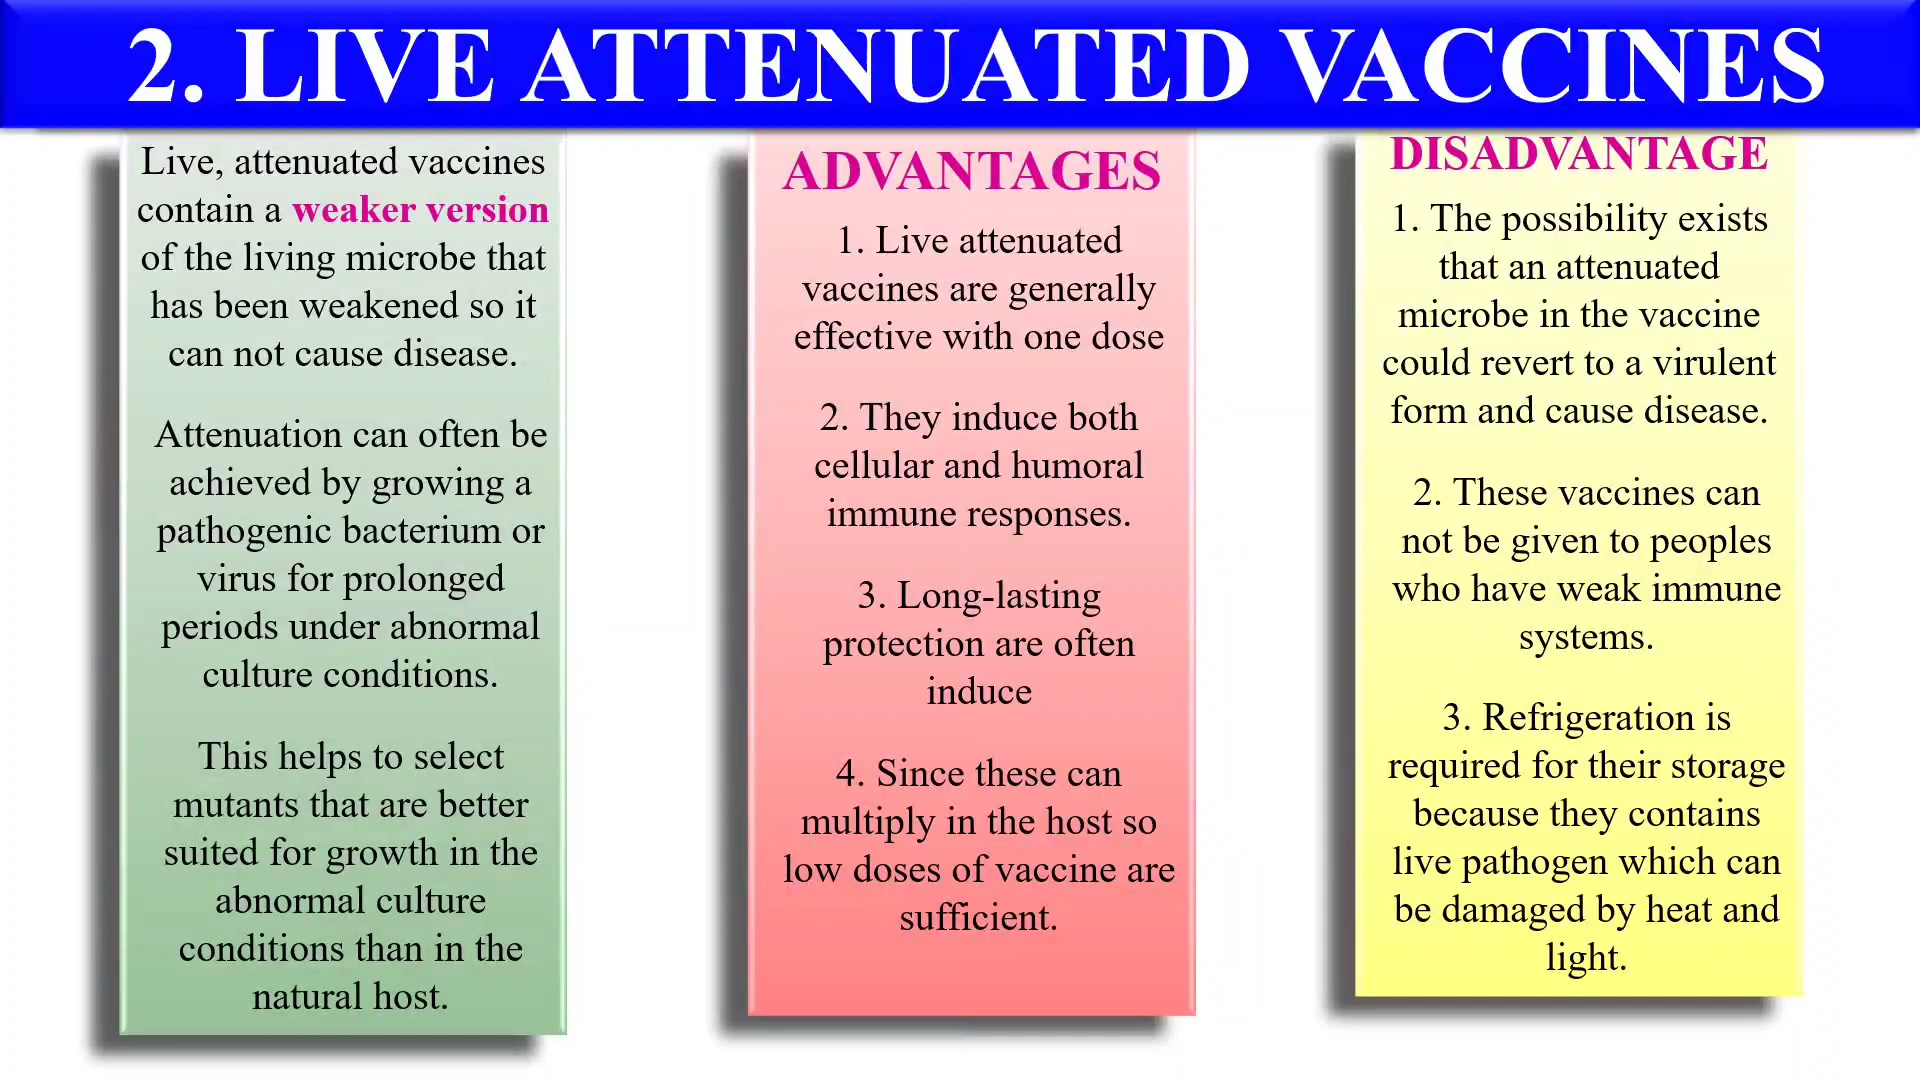 2. LIVE ATTENUATED VACCINES
Live, attenuated vaccines
contain a weaker version
of the living microbe that
has been weakened so it
can not cause disease.
Attenuation can often be
achieved by growing a
pathogenic bacterium or
virus for prolonged
periods under abnormal
culture conditions.
This helps to select
mutants that are better
suited for growth in the
abnormal culture
conditions than in the
natural host.
ADVANTAGES
1. Live attenuated
vaccines are generally
effective with one dose
2. They induce both
cellular and humoral
immune responses.
3. Long-lasting
protection are often
induce
4. Since these can
multiply in the host so
low doses of vaccine are
sufficient.
DISADVANTAGE
1. The possibility exists
that an attenuated
microbe in the vaccine
could revert to a virulent
form and cause disease.
2. These vaccines can
not be given to peoples
who have weak immune
systems.
3. Refrigeration is
required for their storage
because they contains
live pathogen which can
be damaged by heat and
light.